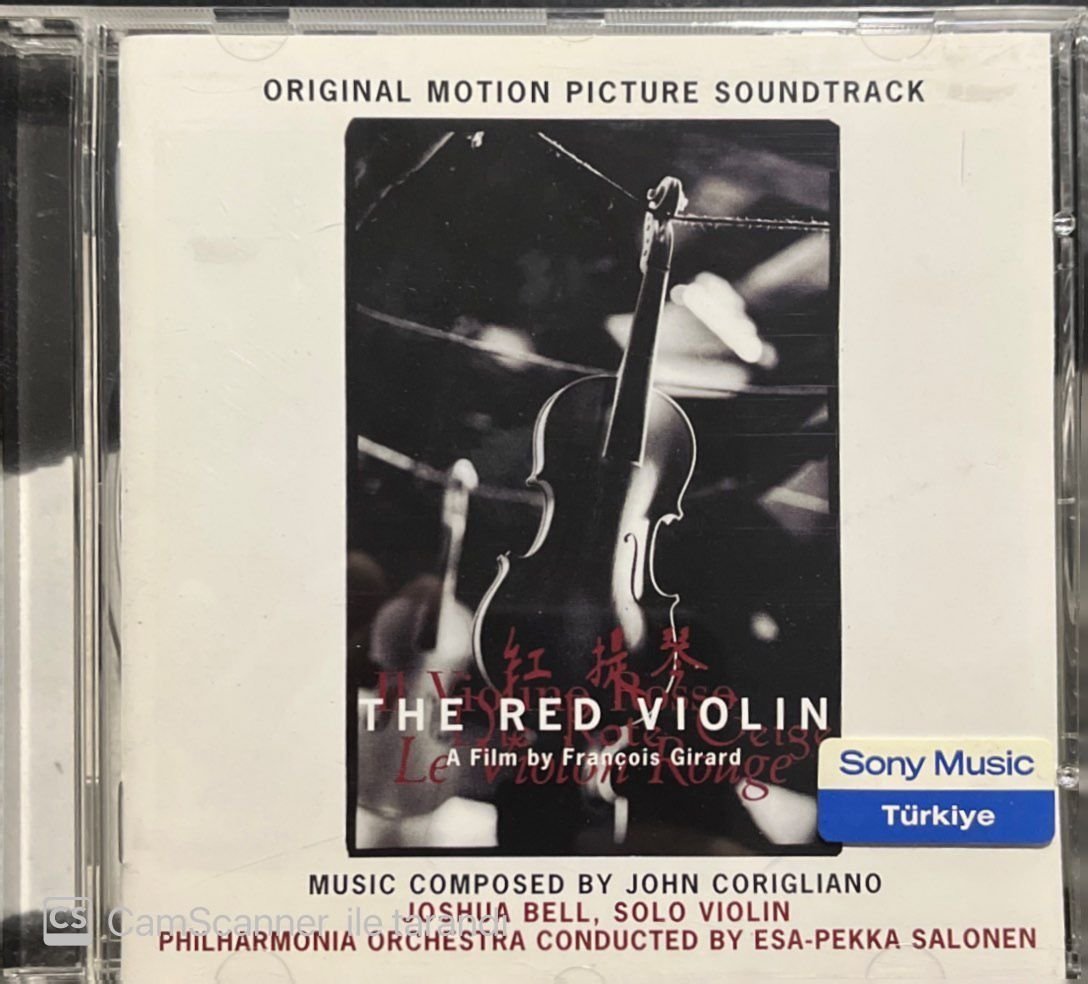 ORIGINAL MOTION PICTURE SOUNDTRACK
紅 提 琴
Il Violino Rosso
THE RED VIOLIN
Die Rote Geige
A Film by François Girard
Le Violon Rouge
Sony Music
Türkiye
MUSIC COMPOSED BY JOHN CORIGLIANO
JOSHUA BELL, SOLO VIOLIN
PHILHARMONIA ORCHESTRA CONDUCTED BY ESA-PEKKA SALONEN
CS CamScanner ile tarandı